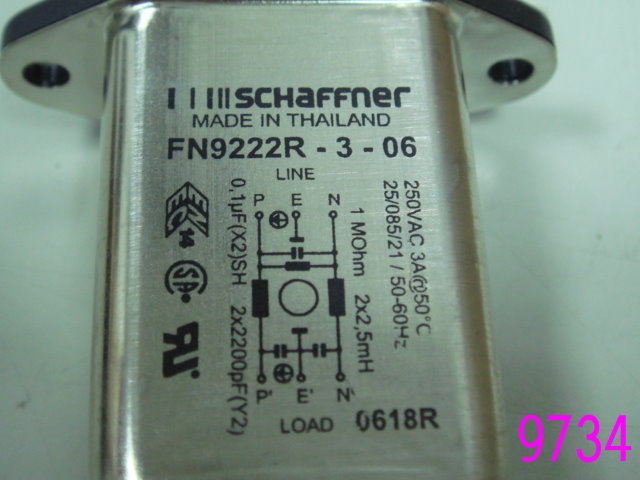 SCHAFFNER
MADE IN THAILAND
FN9222R - 3 - 06
LINE
P E N
250VAC 3A@50°C
25/085/21 / 50-60Hz
1 MOhm 2x2,5mH
0,1µF(X2)SH 2x2200pF(Y2)
14
P' E' N'
LOAD 0618R
9734